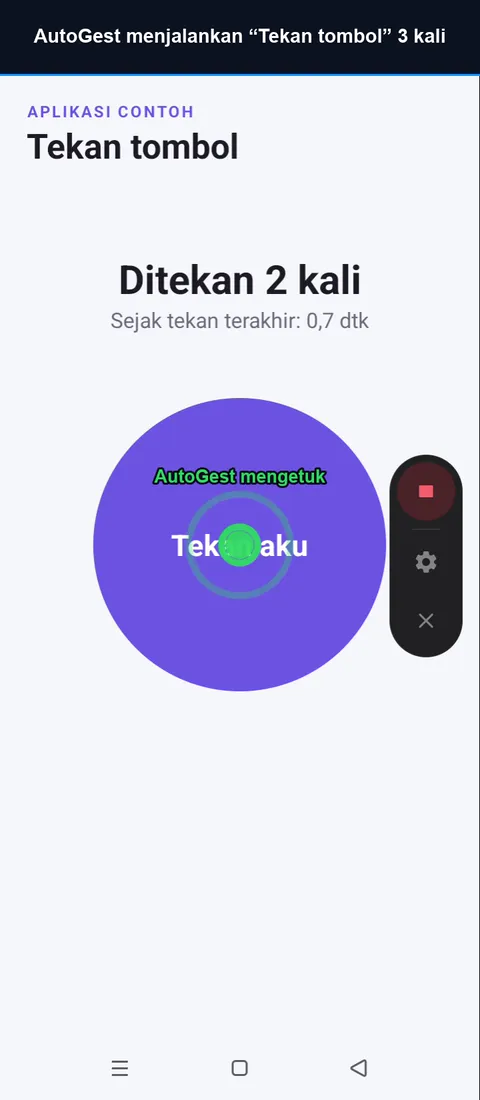 AutoGest menjalankan “Tekan tombol” 3 kali
APLIKASI CONTOH
Tekan tombol
Ditekan 2 kali
Sejak tekan terakhir: 0,7 dtk
AutoGest mengetuk
Tekan aku